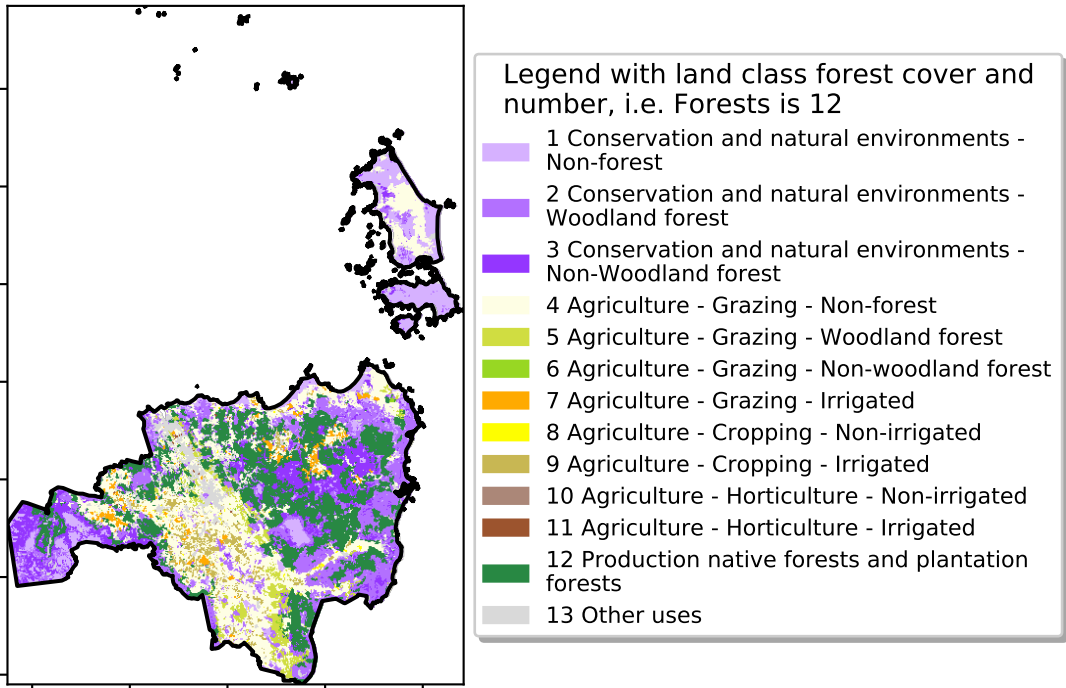 Legend with land class forest cover and
number, i.e. Forests is 12
1 Conservation and natural environments -
Non-forest
2 Conservation and natural environments -
Woodland forest
3 Conservation and natural environments -
Non-Woodland forest
4 Agriculture - Grazing - Non-forest
5 Agriculture - Grazing - Woodland forest
6 Agriculture - Grazing - Non-woodland forest
7 Agriculture - Grazing - Irrigated
8 Agriculture - Cropping - Non-irrigated
9 Agriculture - Cropping - Irrigated
10 Agriculture - Horticulture - Non-irrigated
11 Agriculture - Horticulture - Irrigated
12 Production native forests and plantation
forests
13 Other uses